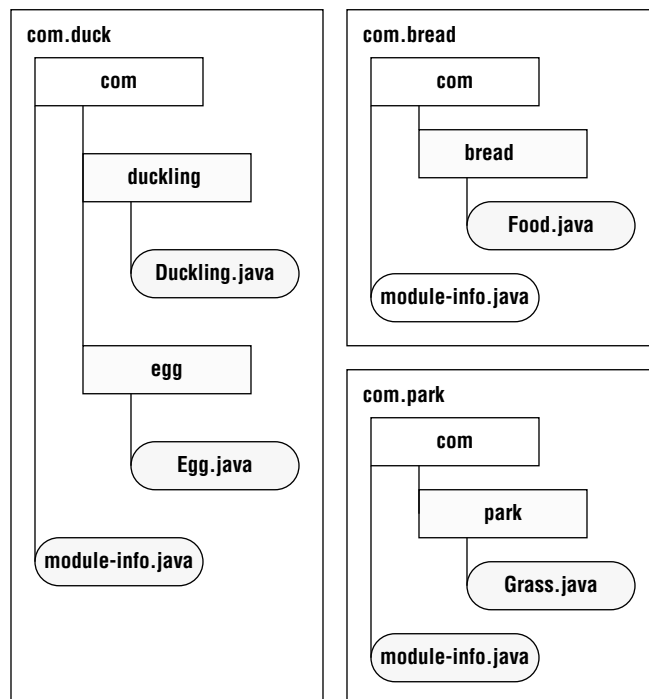 com.duck
com
duckling
Duckling.java
egg
Egg.java
module-info.java
com.bread
com
bread
Food.java
module-info.java
com.park
com
park
Grass.java
module-info.java